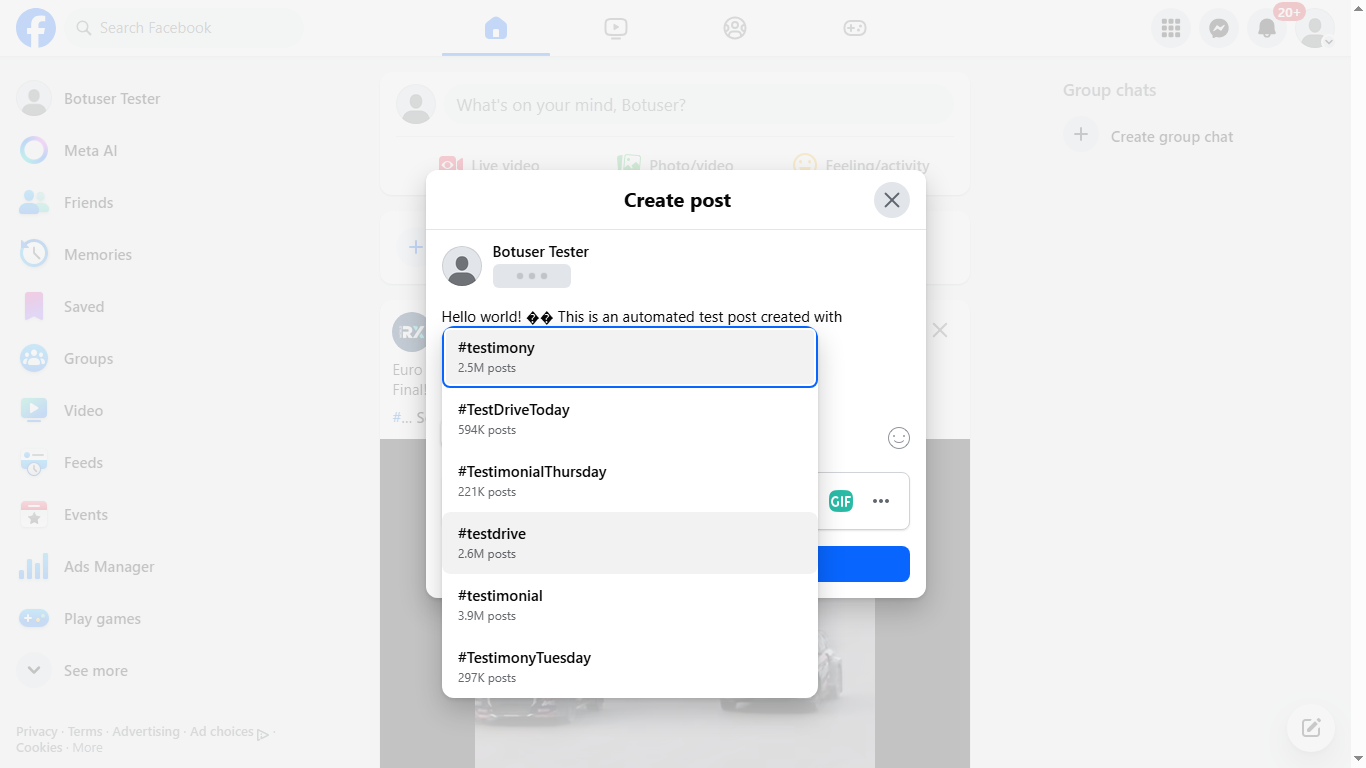 Search Facebook
20+
Botuser Tester
Meta AI
Friends
Memories
Saved
Groups
Video
Feeds
Events
Ads Manager
Play games
See more
Privacy · Terms · Advertising · Ad choices ·
Cookies · More
What's on your mind, Botuser?
Live video
Photo/video
Feeling/activity
Create post
Botuser Tester
Hello world! �� This is an automated test post created with
#testimony
2.5M posts
#TestDriveToday
594K posts
#TestimonialThursday
221K posts
#testdrive
2.6M posts
#testimonial
3.9M posts
#TestimonyTuesday
297K posts
GIF
RX
Euro
Final!
#... S
Group chats
Create group chat